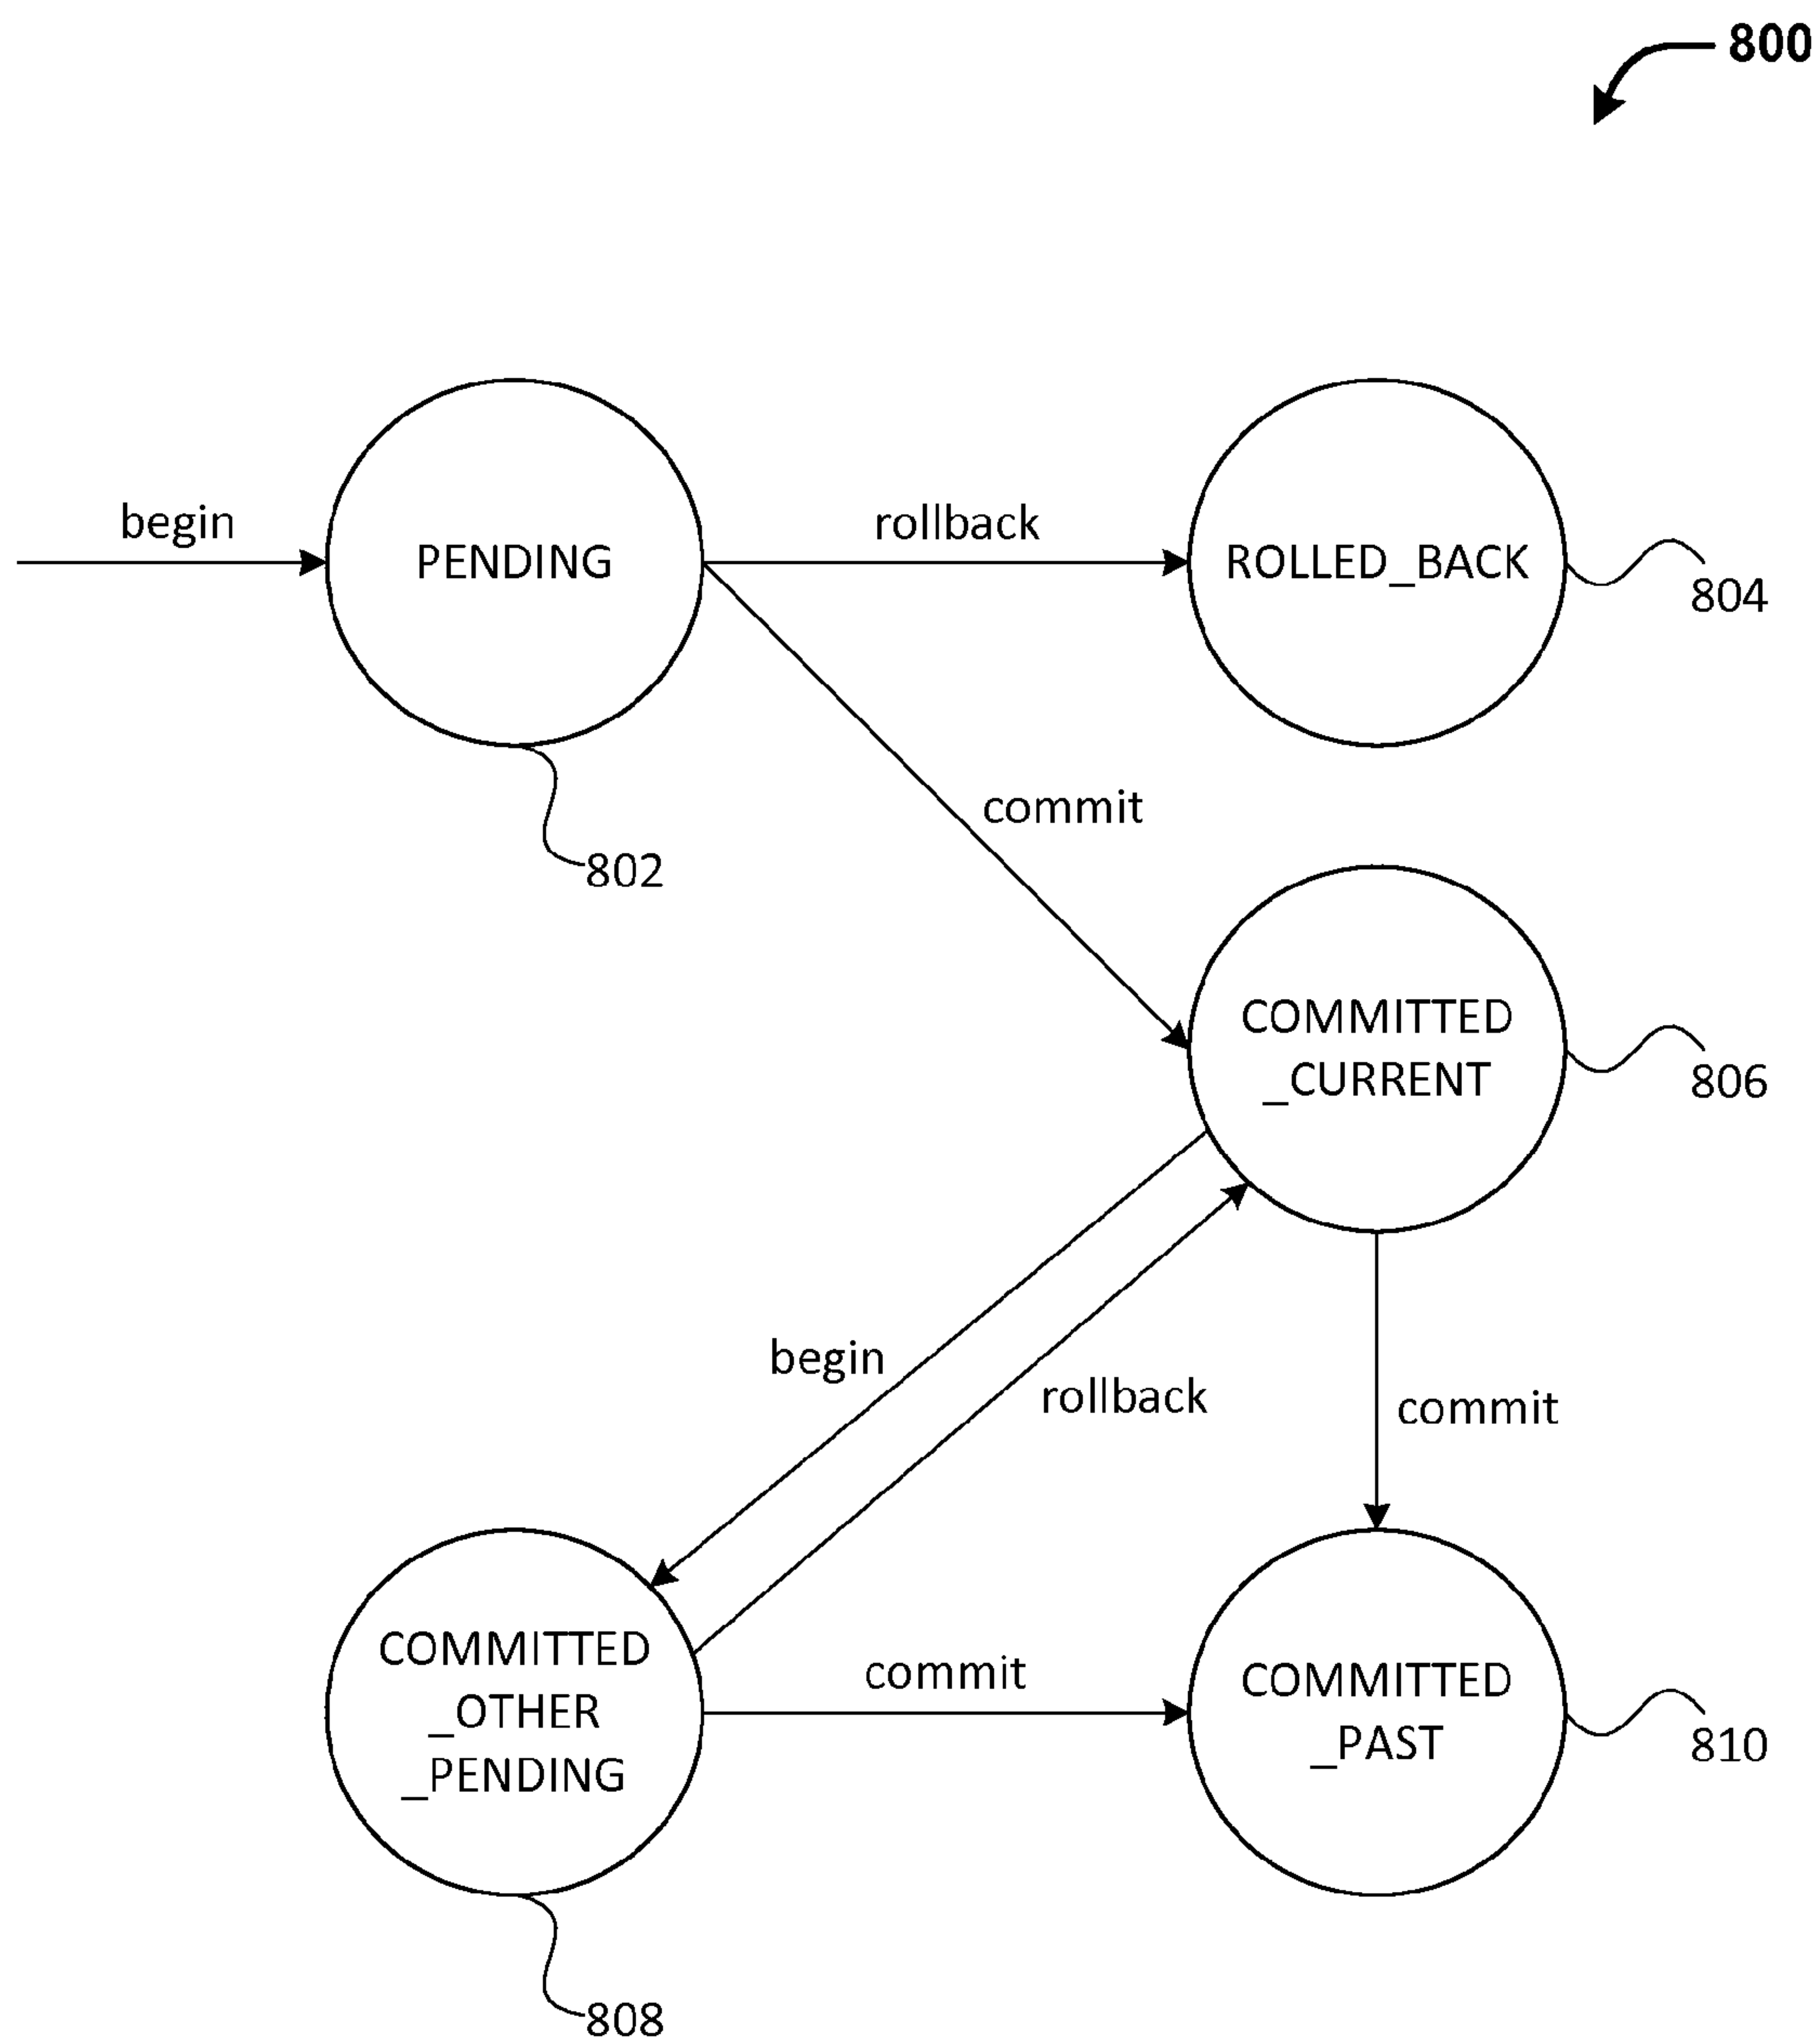 800
begin
PENDING
rollback
ROLLED_BACK
804
commit
802
COMMITTED
_CURRENT
806
begin
rollback
commit
COMMITTED
_OTHER
_PENDING
commit
COMMITTED
_PAST
810
808